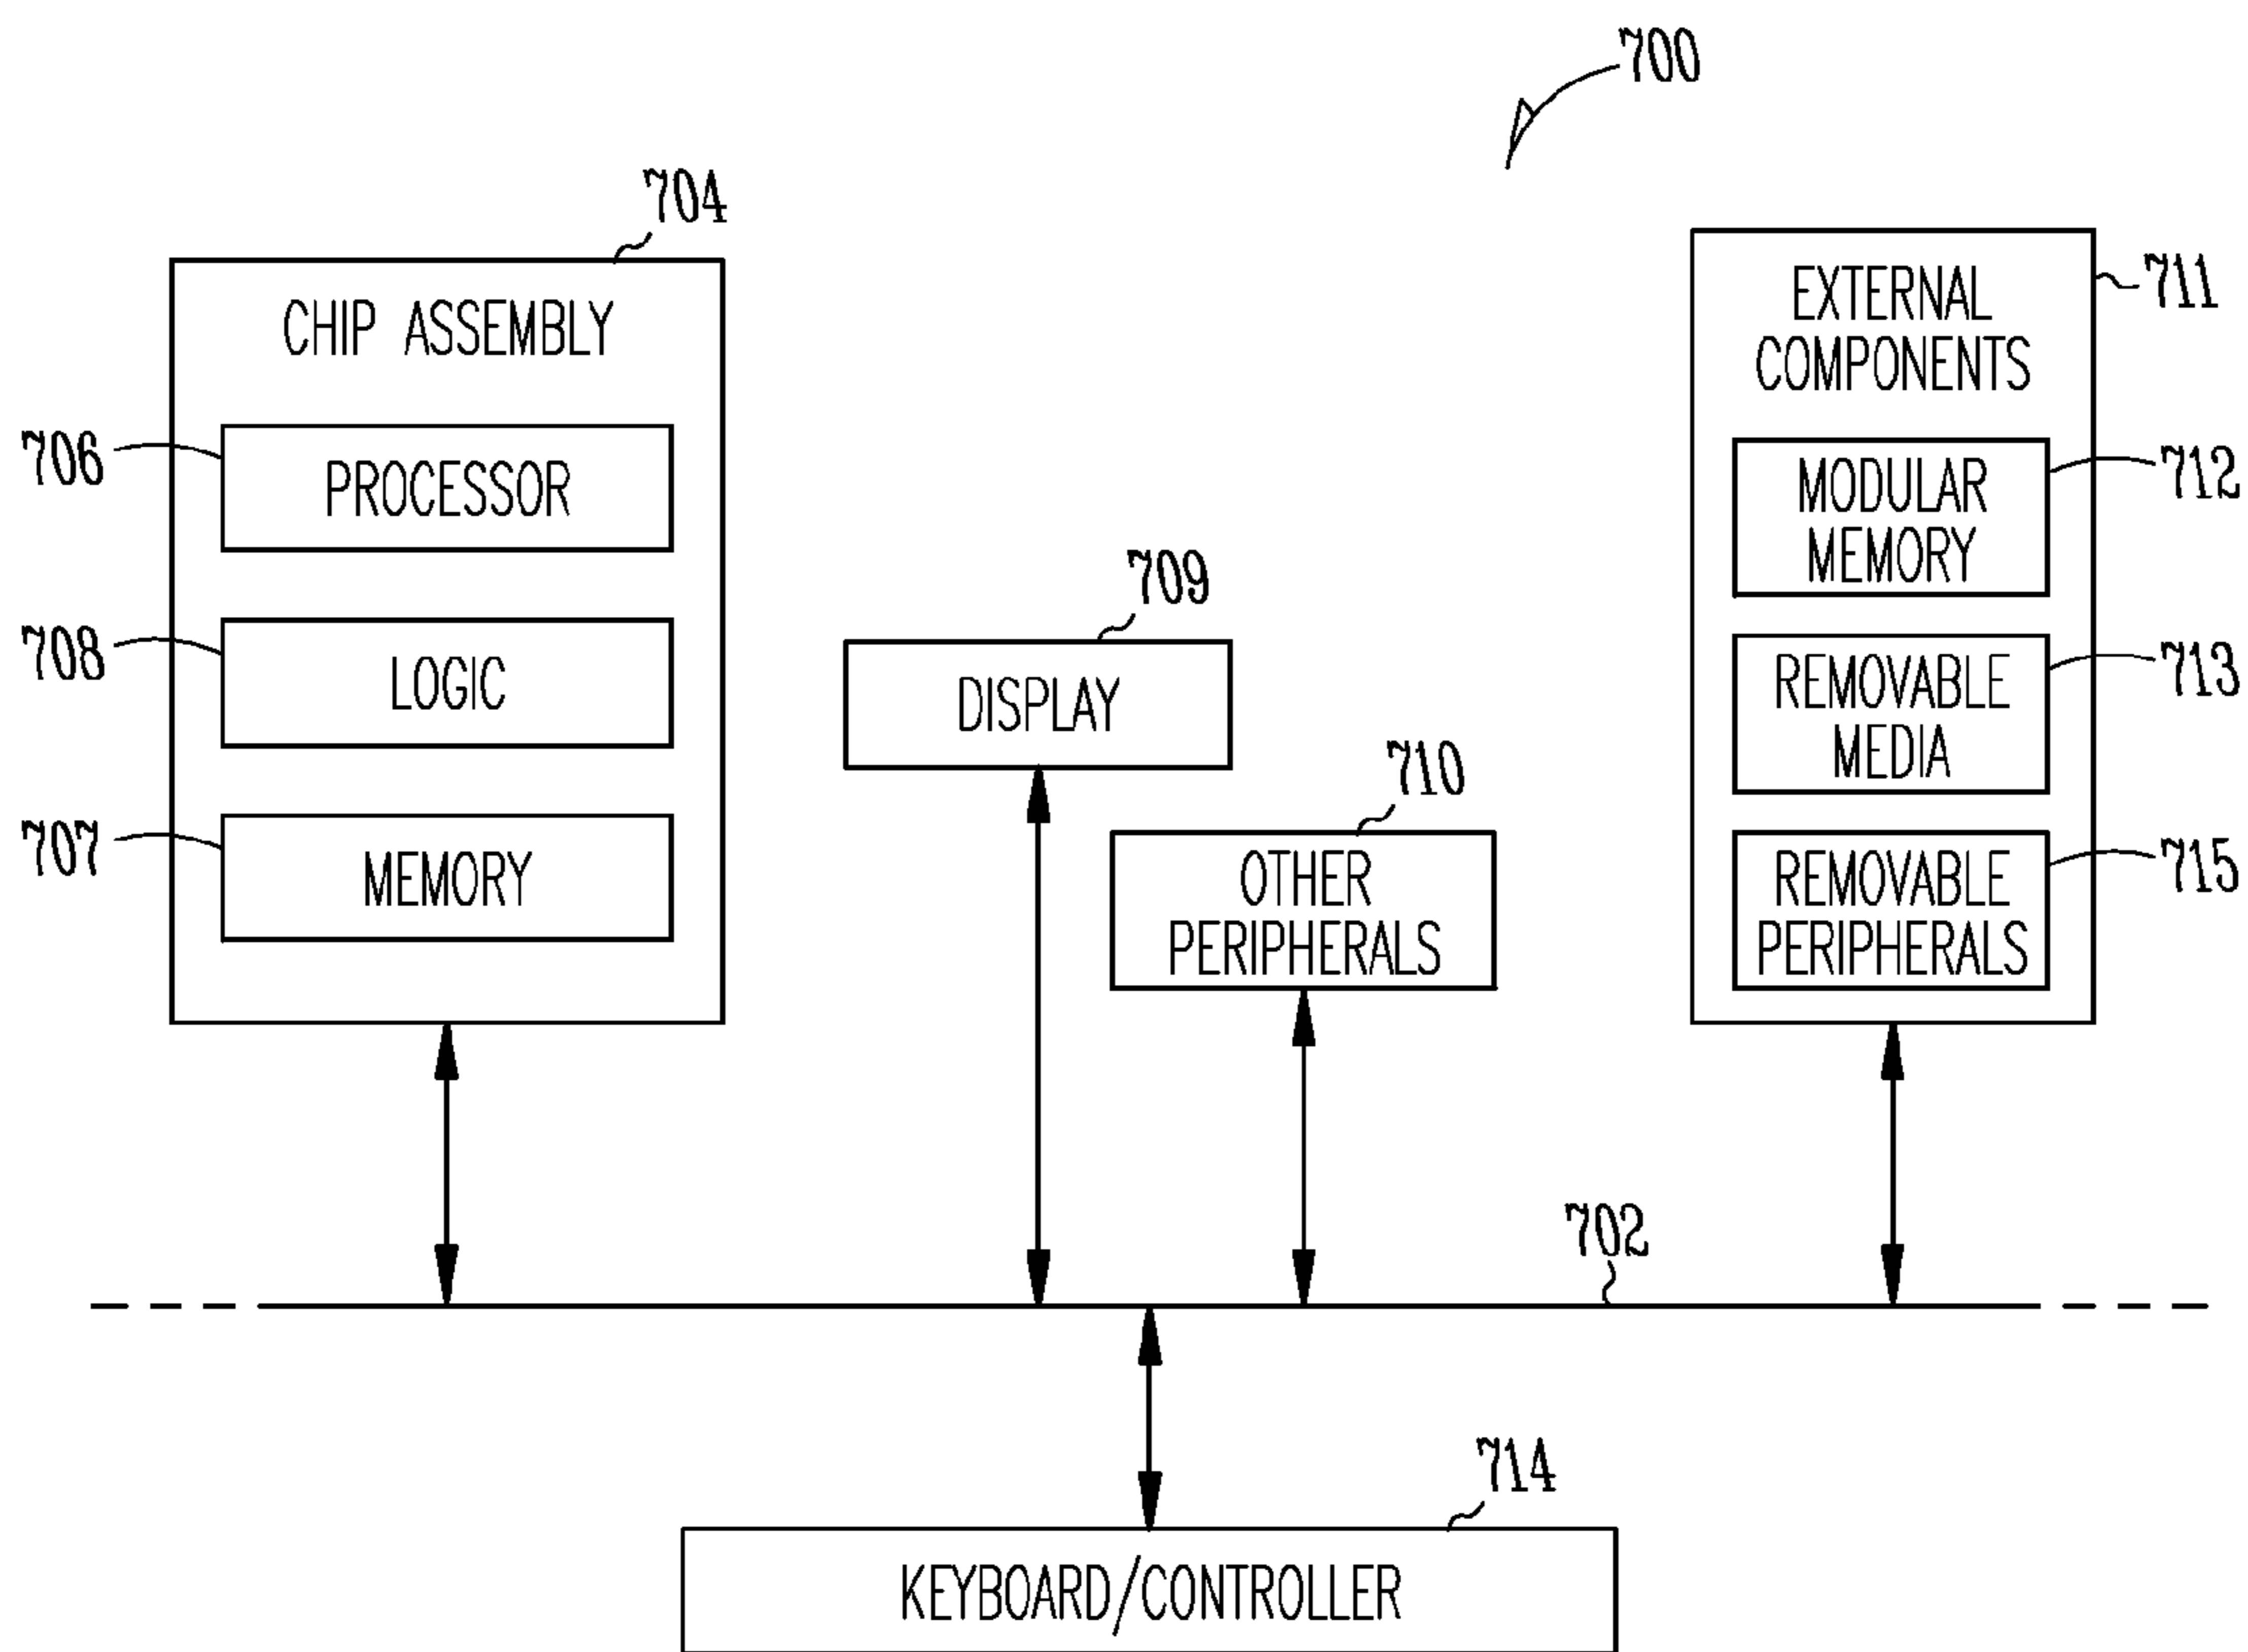 700
704
CHIP ASSEMBLY
706
PROCESSOR
708
LOGIC
707
MEMORY
709
DISPLAY
710
OTHER
PERIPHERALS
711
EXTERNAL
COMPONENTS
712
MODULAR
MEMORY
713
REMOVABLE
MEDIA
715
REMOVABLE
PERIPHERALS
702
714
KEYBOARD/CONTROLLER